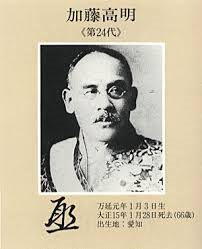 加藤高明
《第24代》
万延元年1月3日生
大正15年1月28日死去(66歳)
出生地：愛知